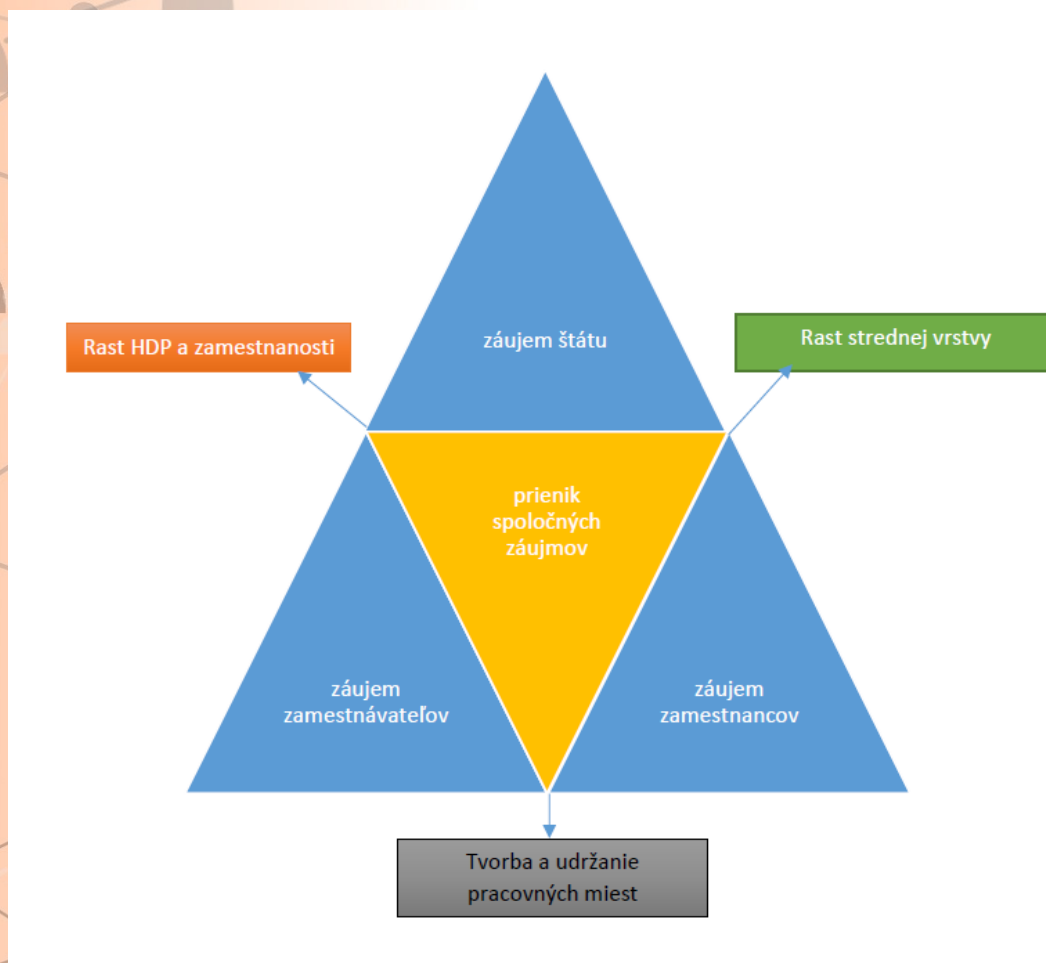 záujem štátu
Rast HDP a zamestnanosti
Rast strednej vrstvy
prienik
spoločných
záujmov
záujem
zamestnávateľov
záujem
zamestnancov
Tvorba a udržanie
pracovných miest